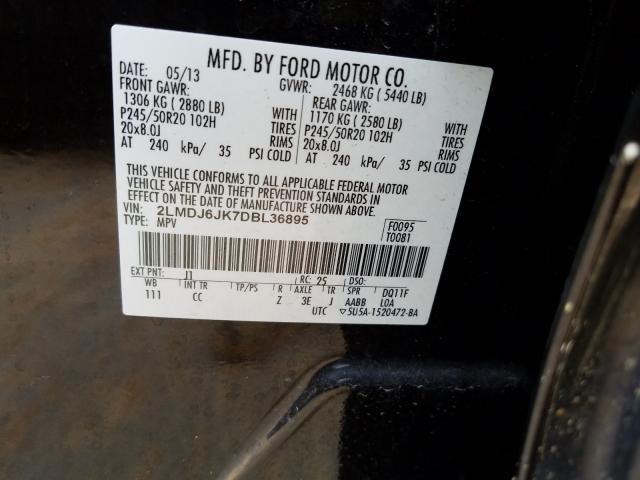 MFD. BY FORD MOTOR CO.
DATE: 05/13 GVWR: 2468 KG ( 5440 LB)
FRONT GAWR: REAR GAWR:
1306 KG ( 2880 LB) 1170 KG ( 2580 LB)
P245/50R20 102H WITH TIRES P245/50R20 102H WITH TIRES
20x8.0J RIMS 20x8.0J RIMS
AT 240 kPa/ 35 PSI COLD AT 240 kPa/ 35 PSI COLD
THIS VEHICLE CONFORMS TO ALL APPLICABLE FEDERAL MOTOR
VEHICLE SAFETY AND THEFT PREVENTION STANDARDS IN
EFFECT ON THE DATE OF MANUFACTURE SHOWN ABOVE.
VIN: 2LMDJ6JK7DBL36895 F0095
TYPE: MPV T0081
EXT PNT: J1 RC: 25 DSO:
WB INT TR TP/PS R AXLE TR SPR DQ11F
111 CC Z 3E J AABB LOA
UTC ▽5U5A-1520472-BA